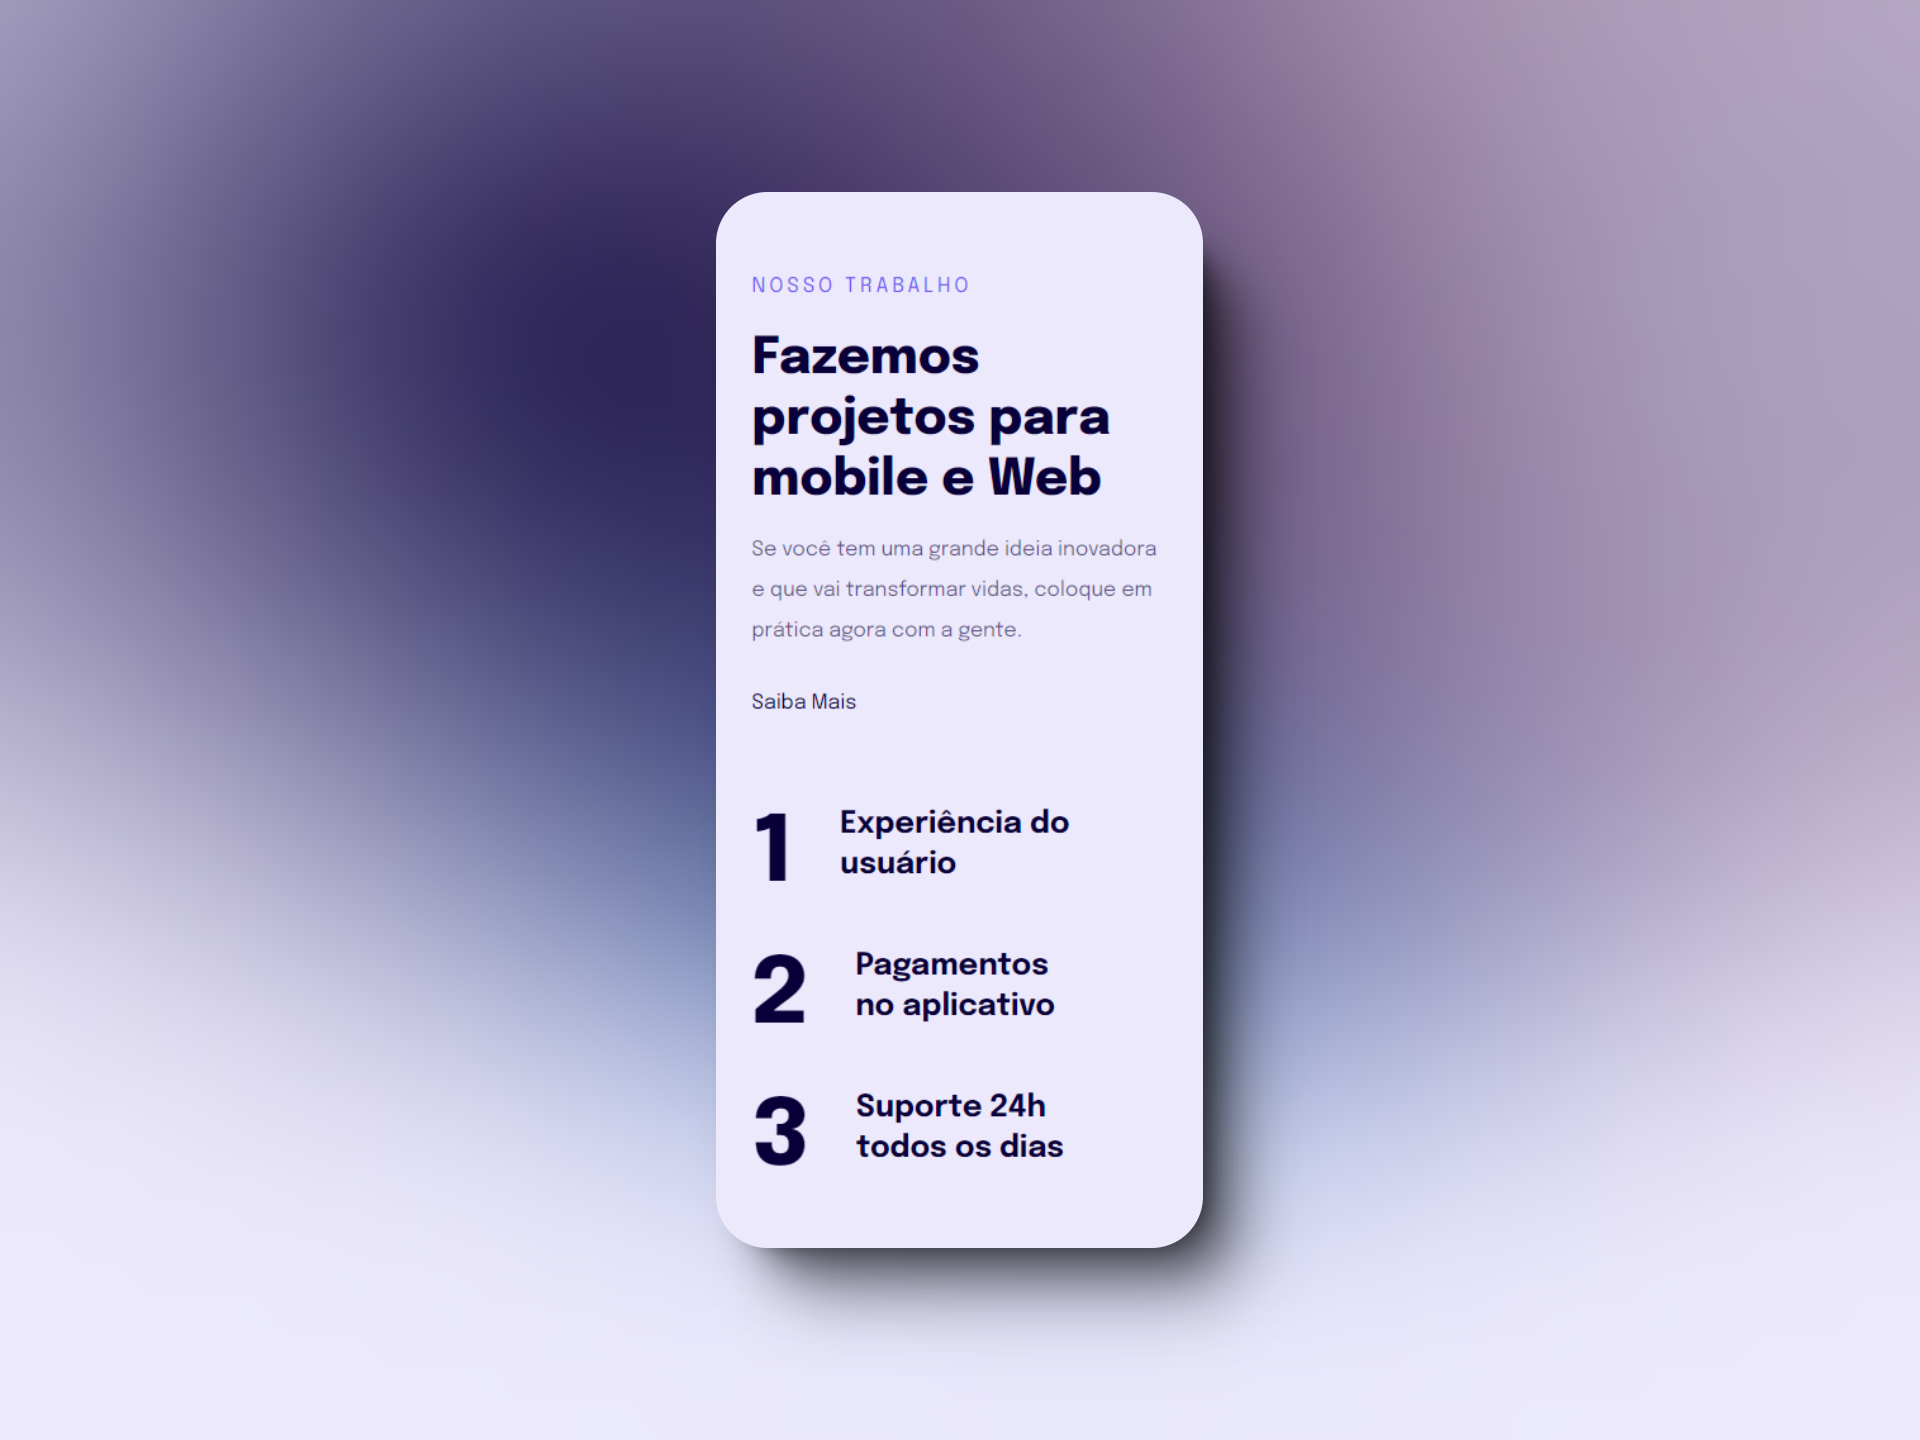 NOSSO TRABALHO
Fazemos
projetos para
mobile e Web
Se você tem uma grande ideia inovadora
e que vai transformar vidas, coloque em
prática agora com a gente.
Saiba Mais
1 Experiência do
usuário
2 Pagamentos
no aplicativo
3 Suporte 24h
todos os dias